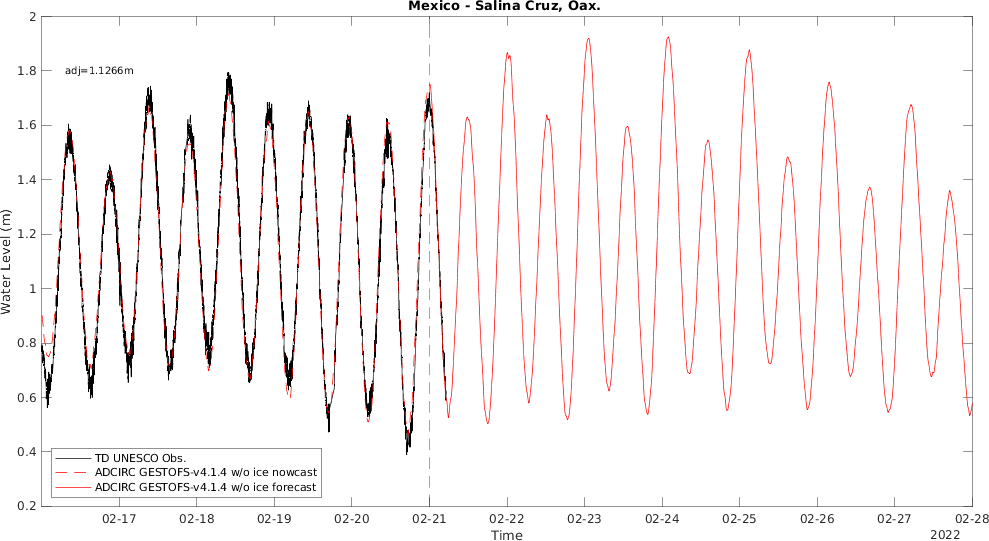 Mexico - Salina Cruz, Oax.
2
1.8
1.6
1.4
1.2
1
0.8
0.6
0.4
0.2
Water Level (m)
adj=1.1266m
TD UNESCO Obs.
ADCIRC GESTOFS-v4.1.4 w/o ice nowcast
ADCIRC GESTOFS-v4.1.4 w/o ice forecast
02-17 02-18 02-19 02-20 02-21 02-22 02-23 02-24 02-25 02-26 02-27 02-28
Time
2022